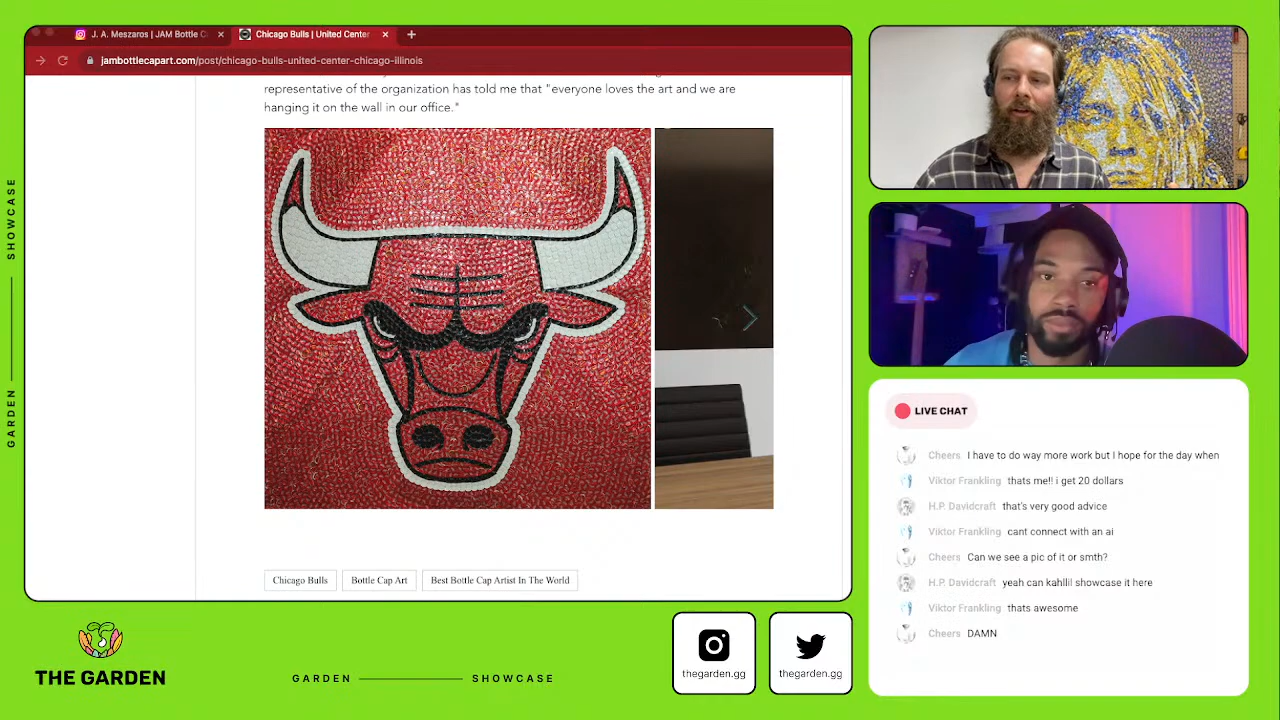 J. A. Meszaros | JAM Bottle C
Chicago Bulls | United Cente
jambottlecapart.com/post/chicago-bulls-united-center-chicago-illinois
representative of the organization has told me that "everyone loves the art and we are
hanging it on the wall in our office."
Chicago Bulls
Bottle Cap Art
Best Bottle Cap Artist In The World
GARDEN SHOWCASE
LIVE CHAT
Cheers I have to do way more work but I hope for the day when
Viktor Frankling thats me!! i get 20 dollars
H.P. Davidcraft that's very good advice
Viktor Frankling cant connect with an ai
Cheers Can we see a pic of it or smth?
H.P. Davidcraft yeah can kahllil showcase it here
Viktor Frankling thats awesome
Cheers DAMN
THE GARDEN
GARDEN SHOWCASE
thegarden.gg
thegarden.gg